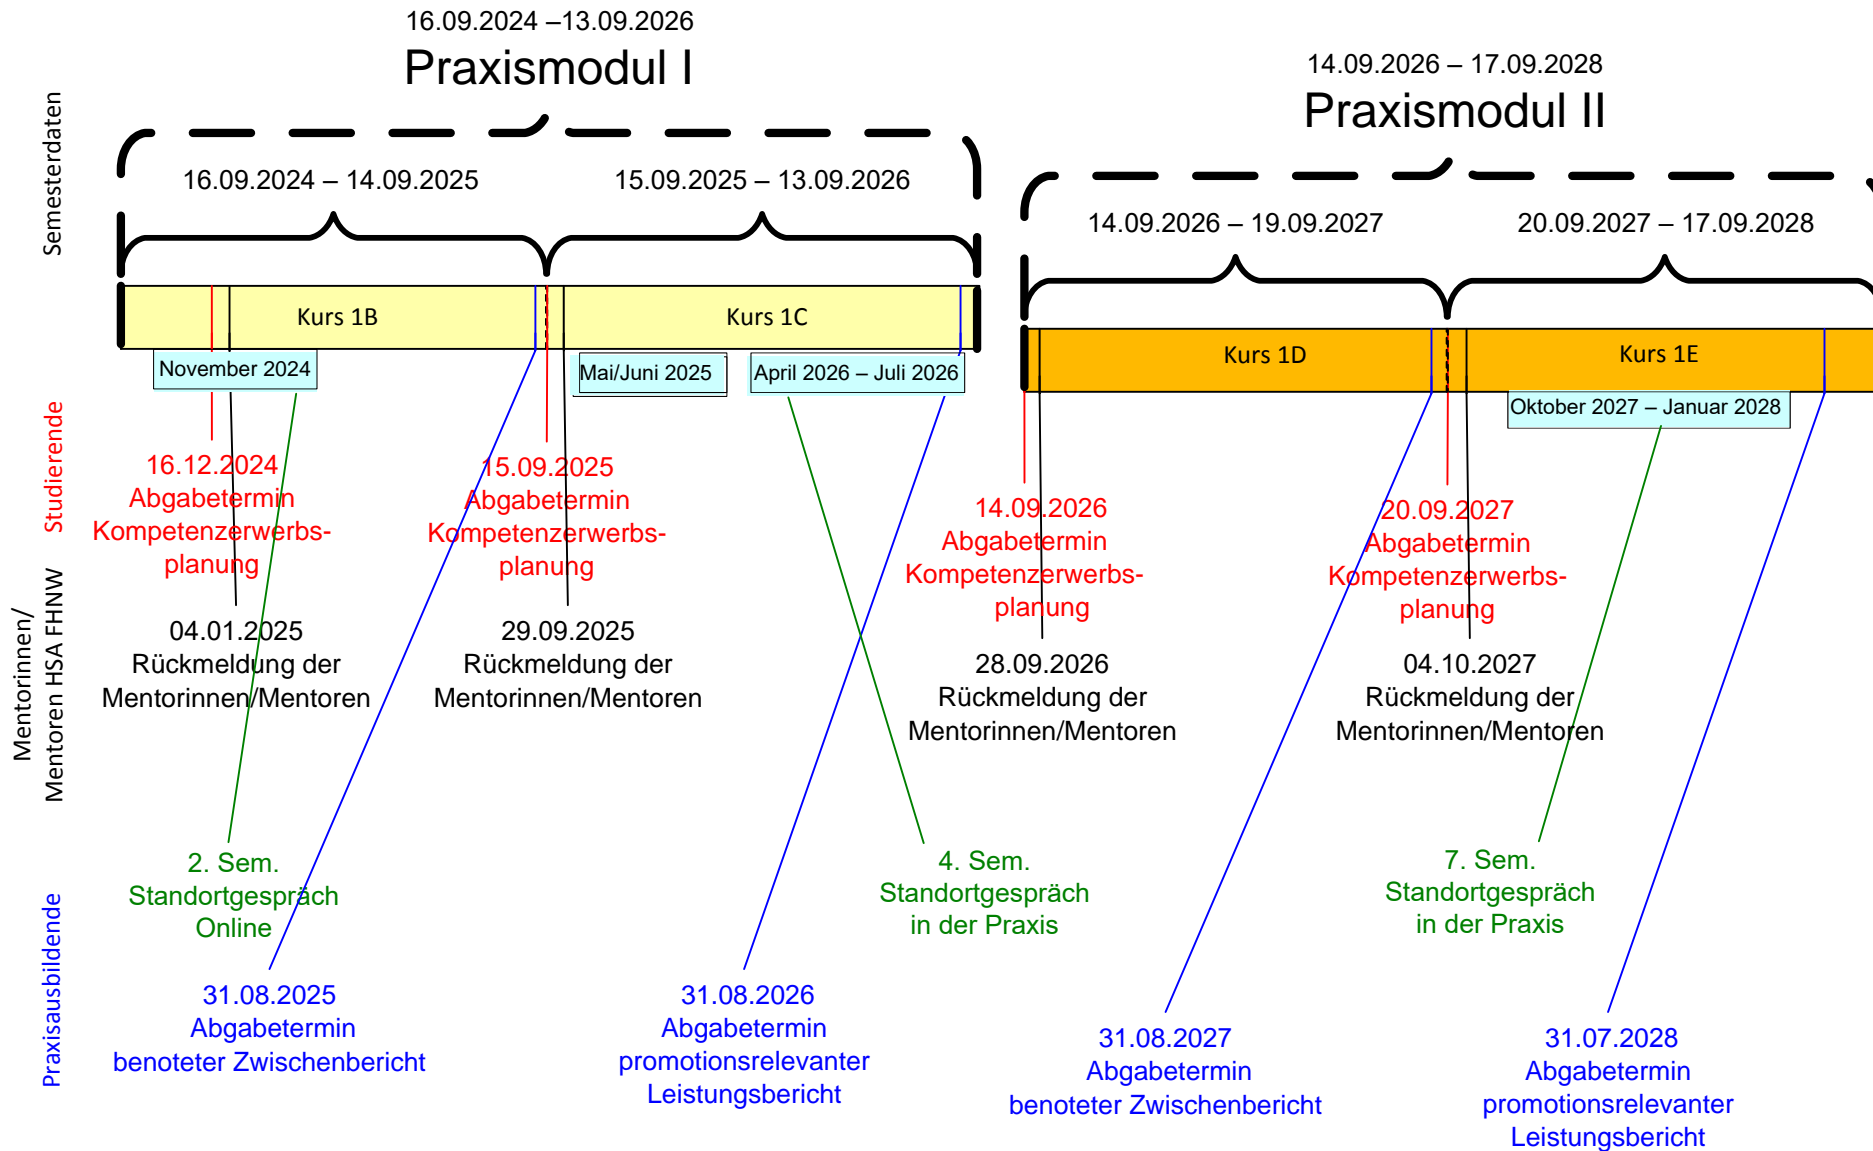 16.09.2024 –13.09.2026
Praxismodul I
14.09.2026 – 17.09.2028
Praxismodul II
Semesterdaten
16.09.2024 – 14.09.2025
15.09.2025 – 13.09.2026
14.09.2026 – 19.09.2027
20.09.2027 – 17.09.2028
Kurs 1B
Kurs 1C
Kurs 1D
Kurs 1E
November 2024
Mai/Juni 2025
April 2026 – Juli 2026
Oktober 2027 – Januar 2028
Studierende
16.12.2024
Abgabetermin
Kompetenzerwerbs-
planung
15.09.2025
Abgabetermin
Kompetenzerwerbs-
planung
14.09.2026
Abgabetermin
Kompetenzerwerbs-
planung
20.09.2027
Abgabetermin
Kompetenzerwerbs-
planung
Mentorinnen/
Mentoren HSA FHNW
04.01.2025
Rückmeldung der
Mentorinnen/Mentoren
29.09.2025
Rückmeldung der
Mentorinnen/Mentoren
28.09.2026
Rückmeldung der
Mentorinnen/Mentoren
04.10.2027
Rückmeldung der
Mentorinnen/Mentoren
2. Sem.
Standortgespräch
Online
4. Sem.
Standortgespräch
in der Praxis
7. Sem.
Standortgespräch
in der Praxis
Praxisausbildende
31.08.2025
Abgabetermin
benoteter Zwischenbericht
31.08.2026
Abgabetermin
promotionsrelevanter
Leistungsbericht
31.08.2027
Abgabetermin
benoteter Zwischenbericht
31.07.2028
Abgabetermin
promotionsrelevanter
Leistungsbericht